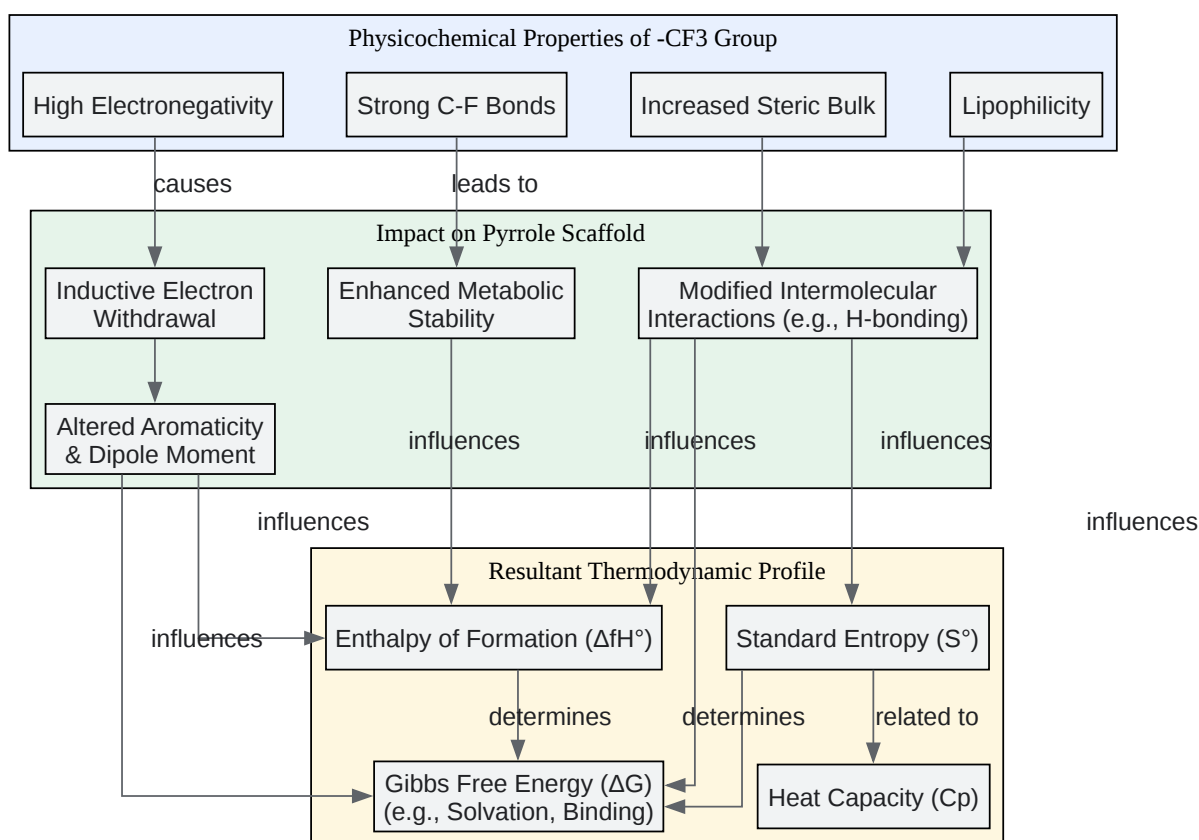 Physicochemical Properties of -CF3 Group
High Electronegativity
Strong C-F Bonds
Increased Steric Bulk
Lipophilicity
causes
leads to
Impact on Pyrrole Scaffold
Inductive Electron
Withdrawal
Enhanced Metabolic
Stability
Modified Intermolecular
Interactions (e.g., H-bonding)
Altered Aromaticity
& Dipole Moment
influences
influences
influences
influences
influences
Resultant Thermodynamic Profile
influences
Enthalpy of Formation (ΔfH°)
Standard Entropy (S°)
determines
determines
related to
Gibbs Free Energy (ΔG)
(e.g., Solvation, Binding)
Heat Capacity (Cp)